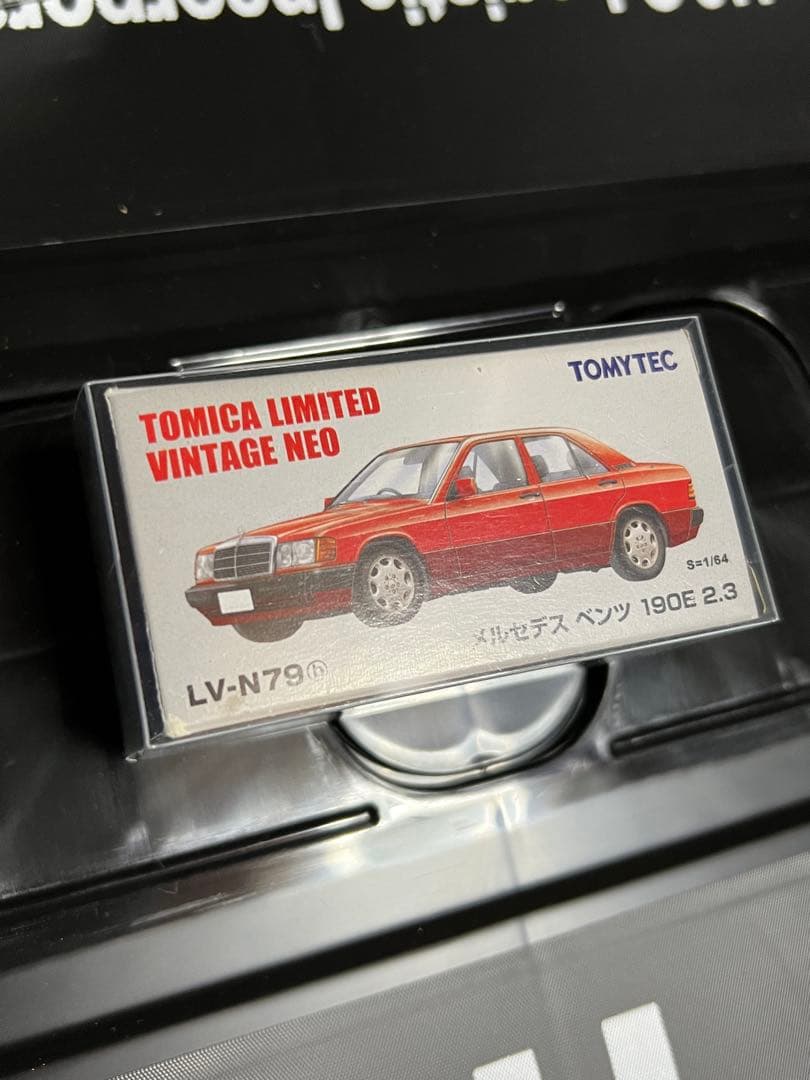 TOMICA LIMITED
VINTAGE NEO
TOMYTEC
S=1/64
メルセデス ベンツ 190E 2.3
LV-N79ⓑ